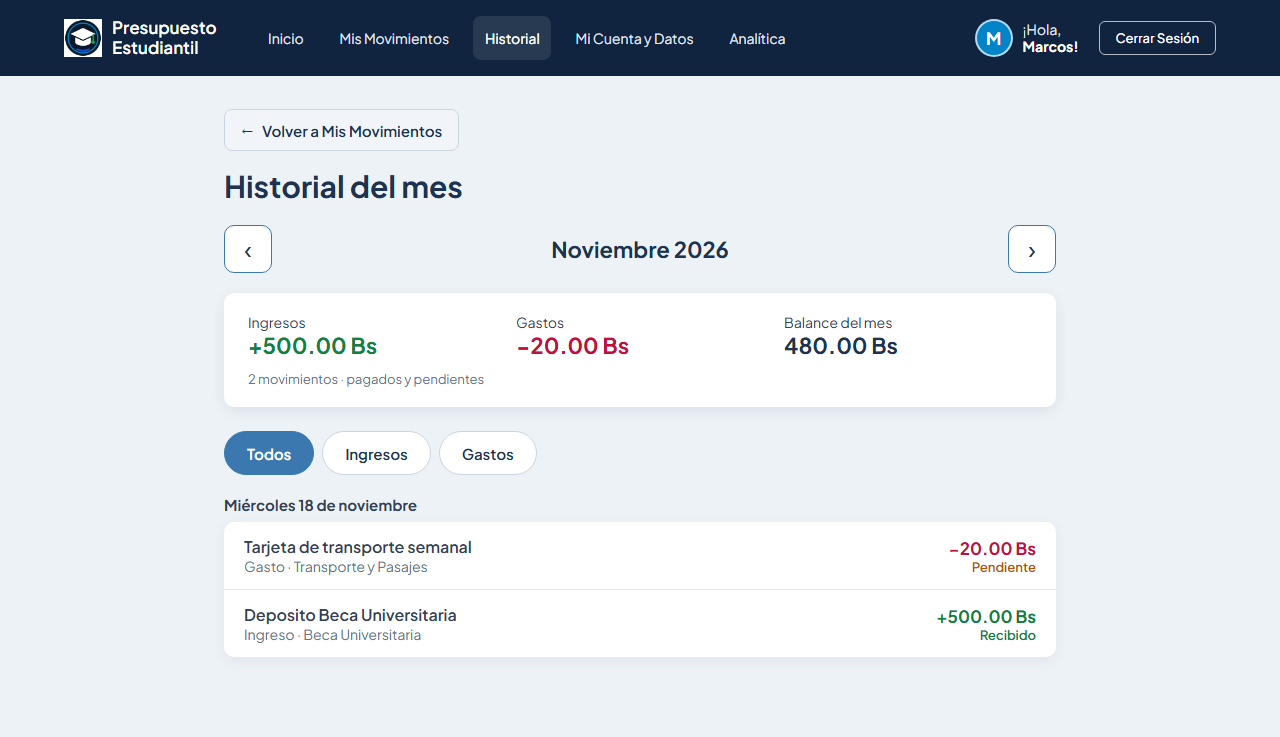 Presupuesto
Estudiantil
Inicio
Mis Movimientos
Historial
Mi Cuenta y Datos
Analítica
M
¡Hola,
Marcos!
Cerrar Sesión
← Volver a Mis Movimientos
Historial del mes
‹
Noviembre 2026
›
Ingresos
+500.00 Bs
Gastos
−20.00 Bs
Balance del mes
480.00 Bs
2 movimientos · pagados y pendientes
Todos
Ingresos
Gastos
Miércoles 18 de noviembre
Tarjeta de transporte semanal
−20.00 Bs
Gasto · Transporte y Pasajes
Pendiente
Deposito Beca Universitaria
+500.00 Bs
Ingreso · Beca Universitaria
Recibido